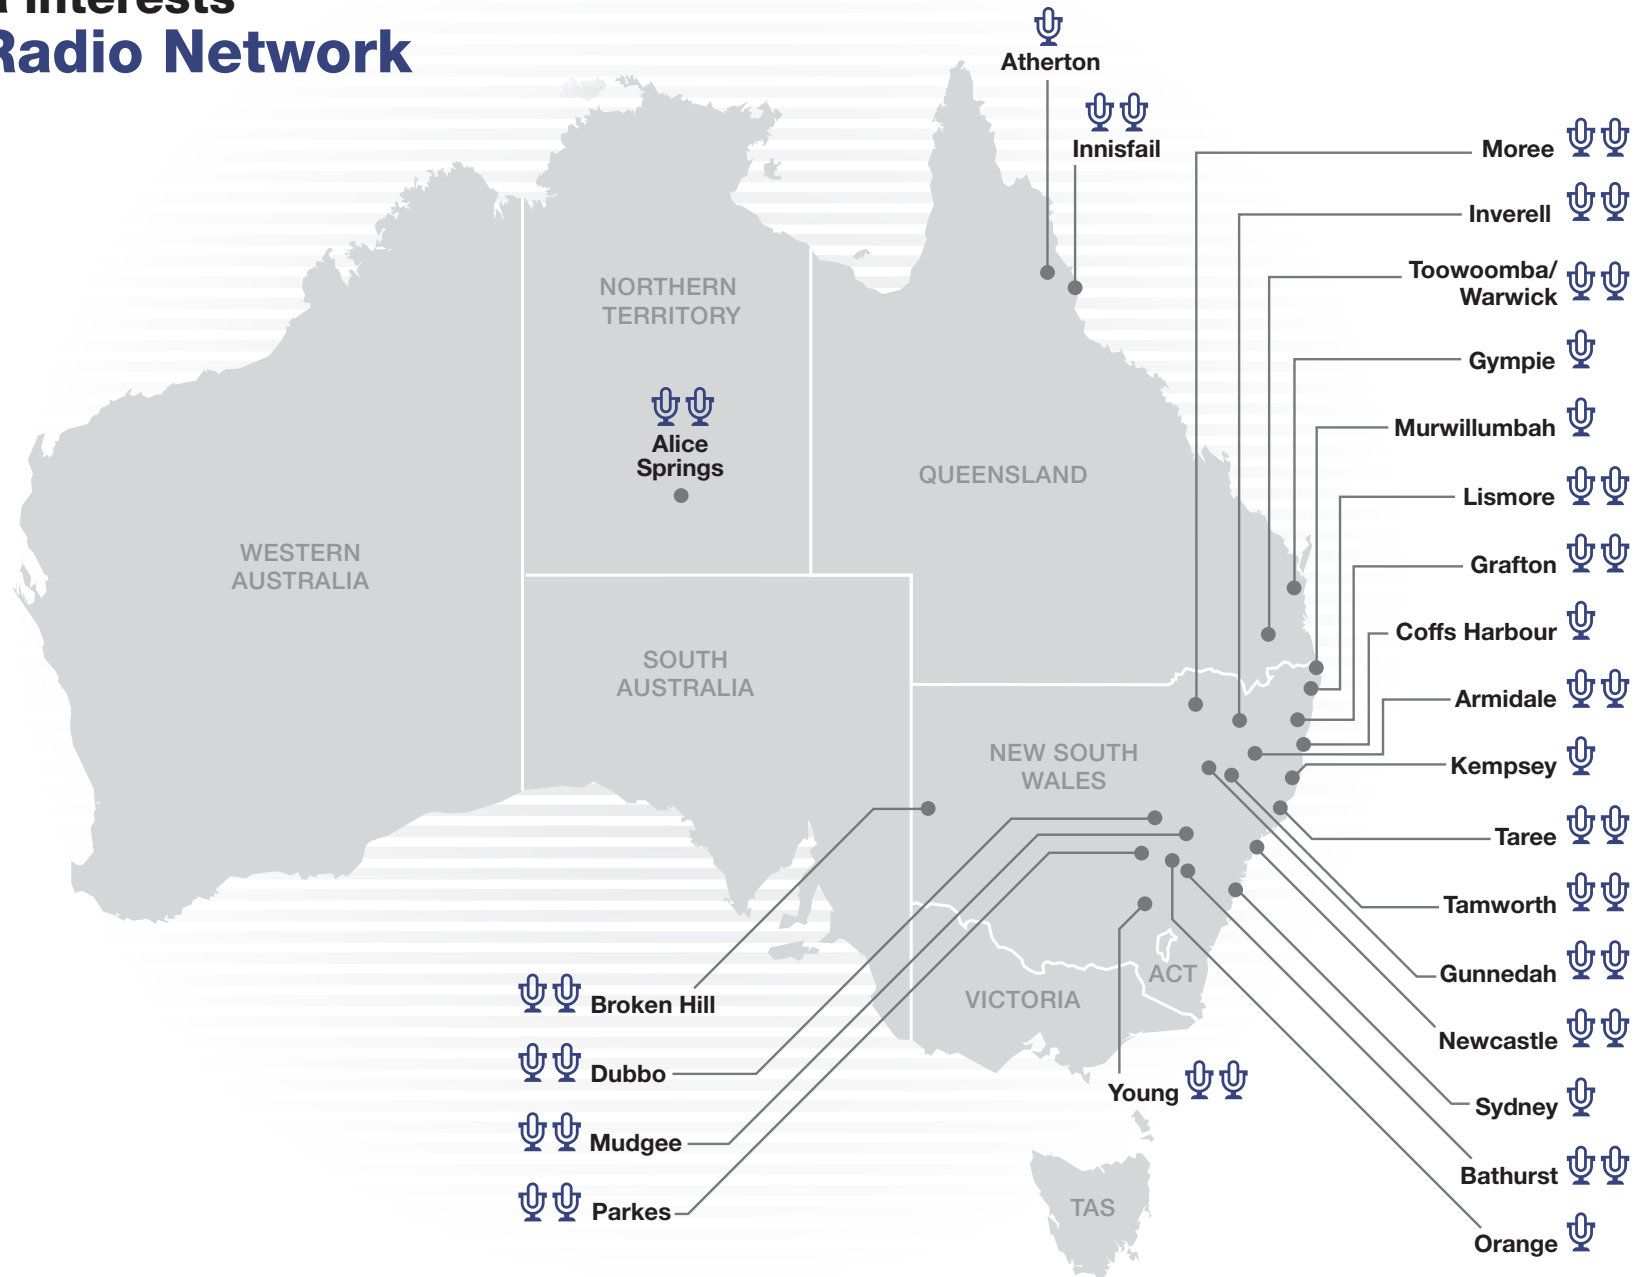 Interests
Radio Network
Atherton
Innisfail
Moree
Inverell
Toowoomba/
Warwick
Gympie
Murwillumbah
Lismore
Grafton
Coffs Harbour
Armidale
Kempsey
Taree
Tamworth
Gunnedah
Newcastle
Sydney
Bathurst
Orange
NORTHERN
TERRITORY
Alice
Springs
QUEENSLAND
WESTERN
AUSTRALIA
SOUTH
AUSTRALIA
NEW SOUTH
WALES
ACT
VICTORIA
TAS
Broken Hill
Dubbo
Mudgee
Parkes
Young